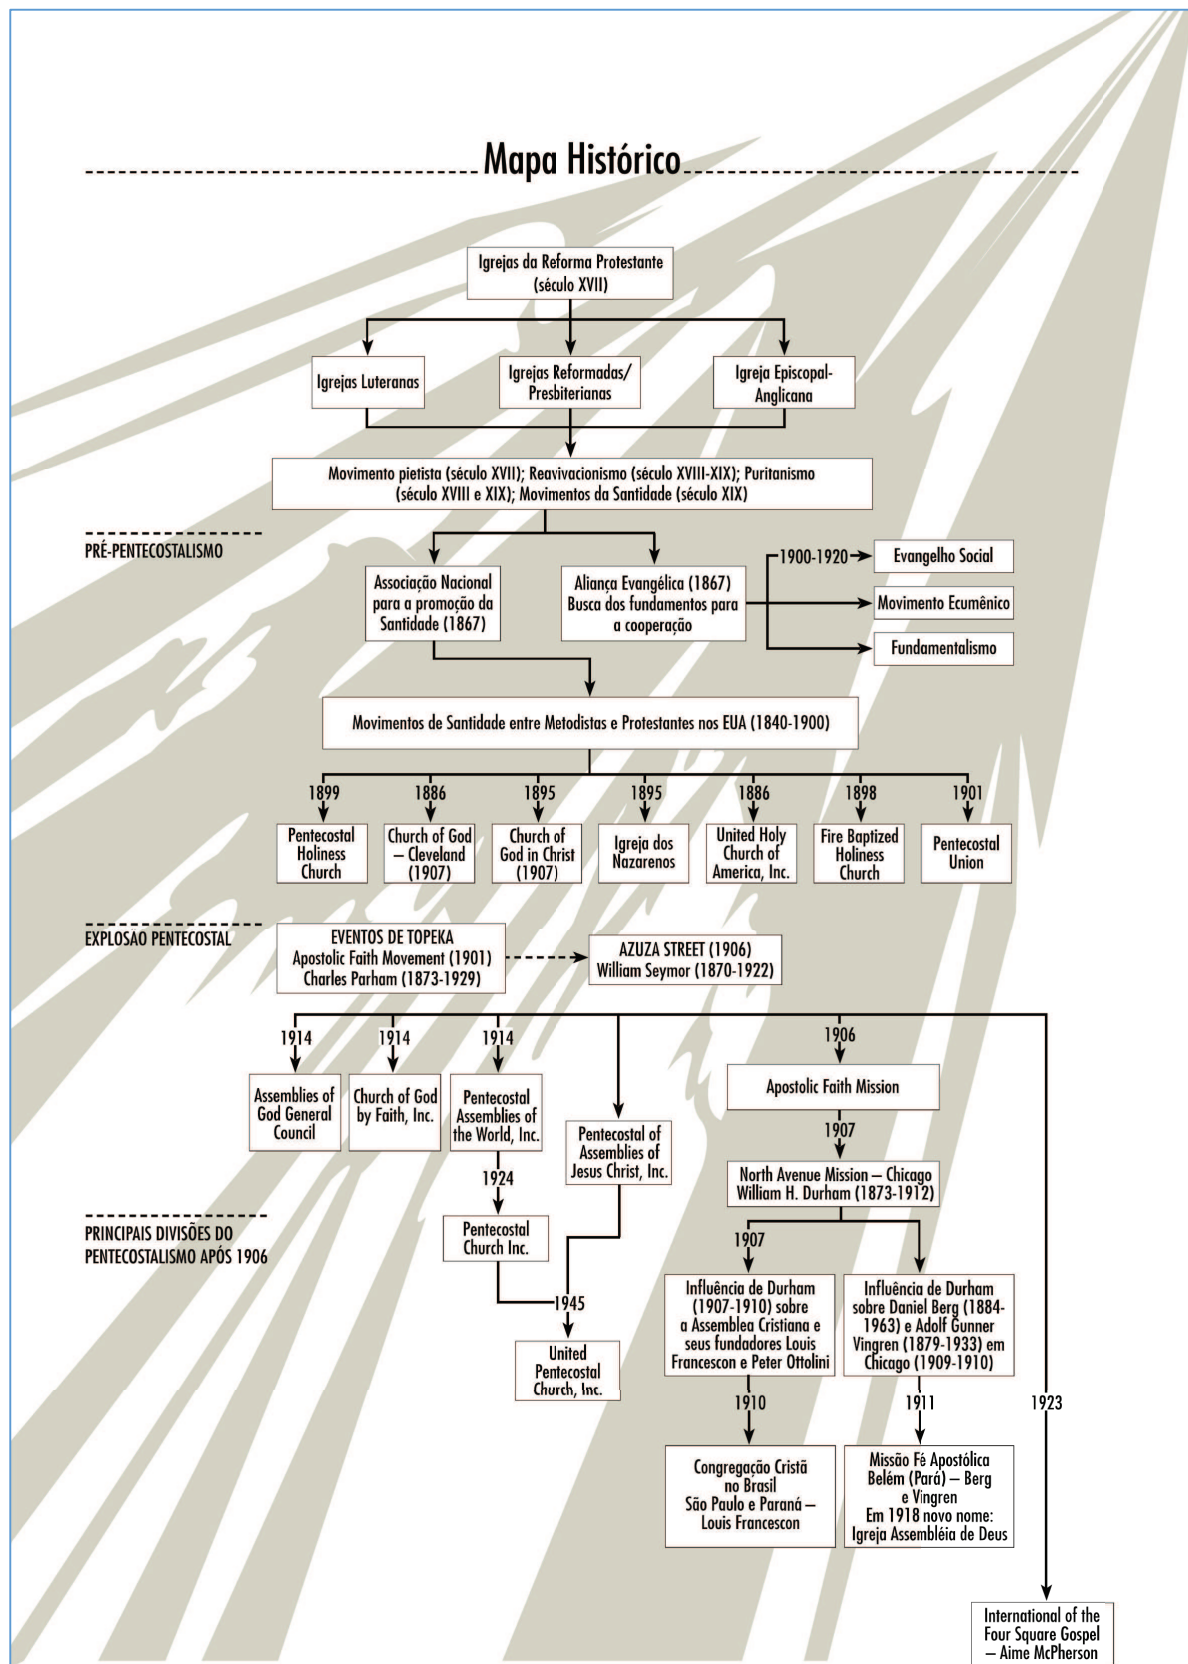 Mapa Histórico
Igrejas da Reforma Protestante
(século XVII)
Igrejas Luteranas
Igrejas Reformadas/
Presbiterianas
Igreja Episcopal-
Anglicana
Movimento pietista (século XVII); Reavivacionismo (século XVIII-XIX); Puritanismo
(século XVIII e XIX); Movimentos da Santidade (século XIX)
PRÉ-PENTECOSTALISMO
Associação Nacional
para a promoção da
Santidade (1867)
Aliança Evangélica (1867)
Busca dos fundamentos para
a cooperação
1900-1920
Evangelho Social
Movimento Ecumênico
Fundamentalismo
Movimentos de Santidade entre Metodistas e Protestantes nos EUA (1840-1900)
1899
1886
1895
1895
1886
1898
1901
Pentecostal
Holiness
Church
Church of God
– Cleveland
(1907)
Church of
God in Christ
(1907)
Igreja dos
Nazarenos
United Holy
Church of
America, Inc.
Fire Baptized
Holiness
Church
Pentecostal
Union
EXPLOSAO PENTECOSTAL
EVENTOS DE TOPEKA
Apostolic Faith Movement (1901)
Charles Parham (1873-1929)
AZUZA STREET (1906)
William Seymor (1870-1922)
1914
1914
1914
1906
Assemblies of
God General
Council
Church of God
by Faith, Inc.
Pentecostal
Assemblies of
the World, Inc.
Pentecostal of
Assemblies of
Jesus Christ, Inc.
Apostolic Faith Mission
1907
North Avenue Mission – Chicago
William H. Durham (1873-1912)
1924
PRINCIPAIS DIVISÕES DO
PENTECOSTALISMO APÓS 1906
Pentecostal
Church Inc.
1945
United
Pentecostal
Church, Inc.
1907
Influência de Durham
(1907-1910) sobre
a Assemblea Cristiana e
seus fundadores Louis
Francescon e Peter Ottolini
Influência de Durham
sobre Daniel Berg (1884-
1963) e Adolf Gunner
Vingren (1879-1933) em
Chicago (1909-1910)
1910
1911
1923
Congregação Cristã
no Brasil
São Paulo e Paraná –
Louis Francescon
Missão Fé Apostólica
Belém (Pará) – Berg
e Vingren
Em 1918 novo nome:
Igreja Assembléia de Deus
International of the
Four Square Gospel
– Aime McPherson